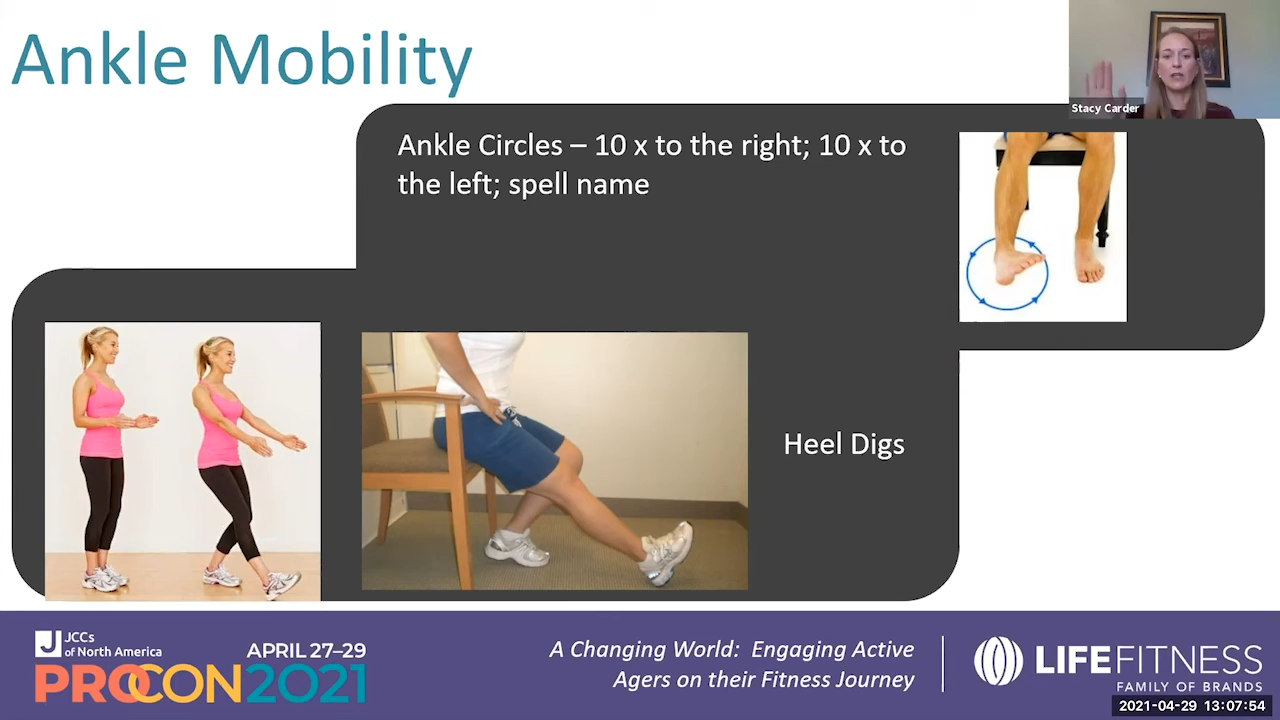 Ankle Mobility
Stacy Carder
Ankle Circles – 10 x to the right; 10 x to
the left; spell name
Heel Digs
J JCCs
of North America
APRIL 27–29
PROCON 2021
A Changing World:  Engaging Active
Agers on their Fitness Journey
LIFEFITNESS
FAMILY OF BRANDS
2021-04-29 13:07:54